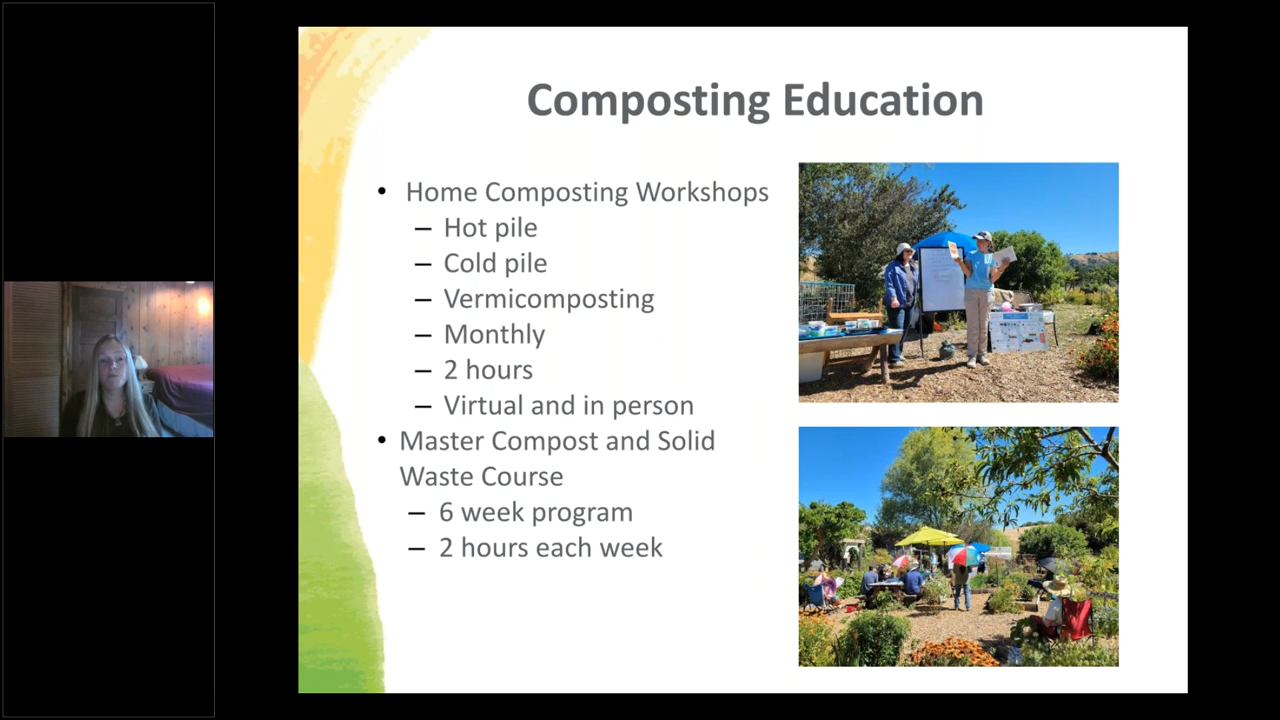 Composting Education
• Home Composting Workshops
– Hot pile
– Cold pile
– Vermicomposting
– Monthly
– 2 hours
– Virtual and in person
• Master Compost and Solid
Waste Course
– 6 week program
– 2 hours each week